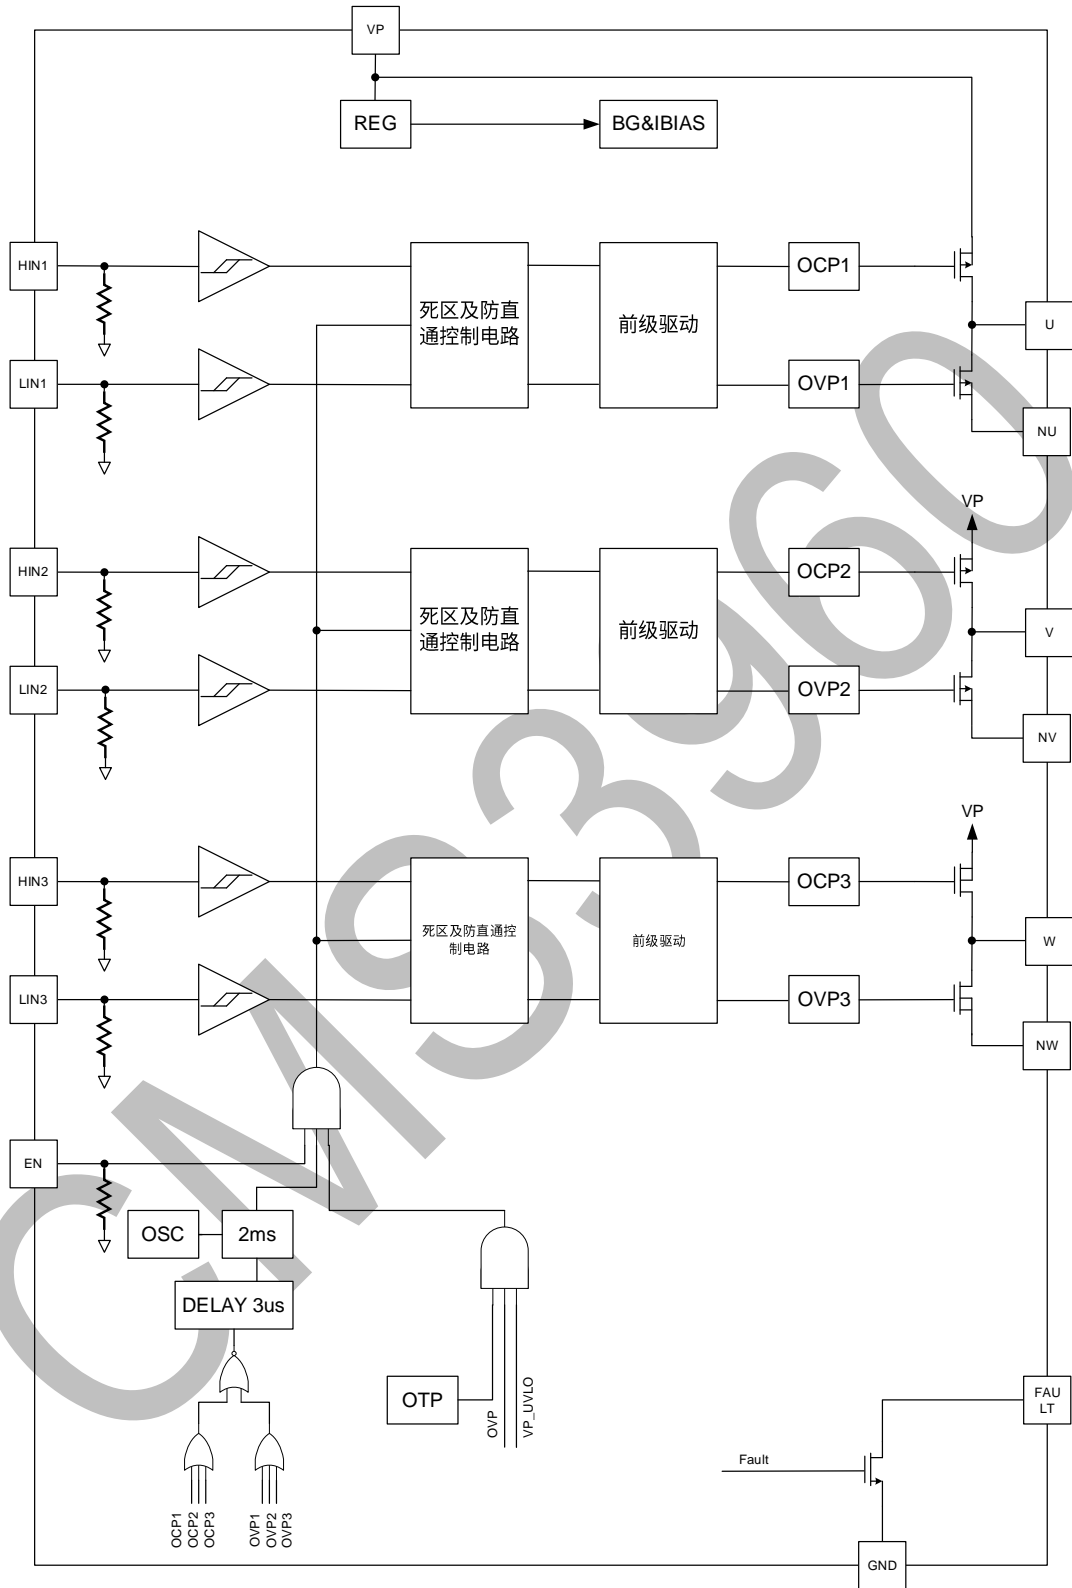 VP
REG
BG&IBIAS
HIN1
OCP1
死区及防直
通控制电路
前级驱动
U
LIN1
OVP1
NU
VP
HIN2
OCP2
死区及防直
通控制电路
前级驱动
V
LIN2
OVP2
NV
VP
HIN3
OCP3
死区及防直通控
制电路
前级驱动
W
LIN3
OVP3
NW
EN
OSC
2ms
DELAY 3us
OTP
OVP
VP_UVLO
FAU
LT
Fault
OCP1
OCP2
OCP3
OVP1
OVP2
OVP3
GND
CMS3960